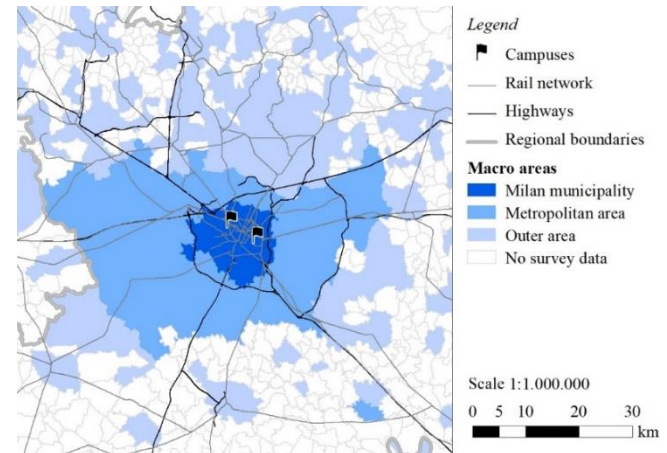 Legend
Campuses
Rail network
Highways
Regional boundaries
Macro areas
Milan municipality
Metropolitan area
Outer area
No survey data
Scale 1:1.000.000
0 5 10 20 30
km